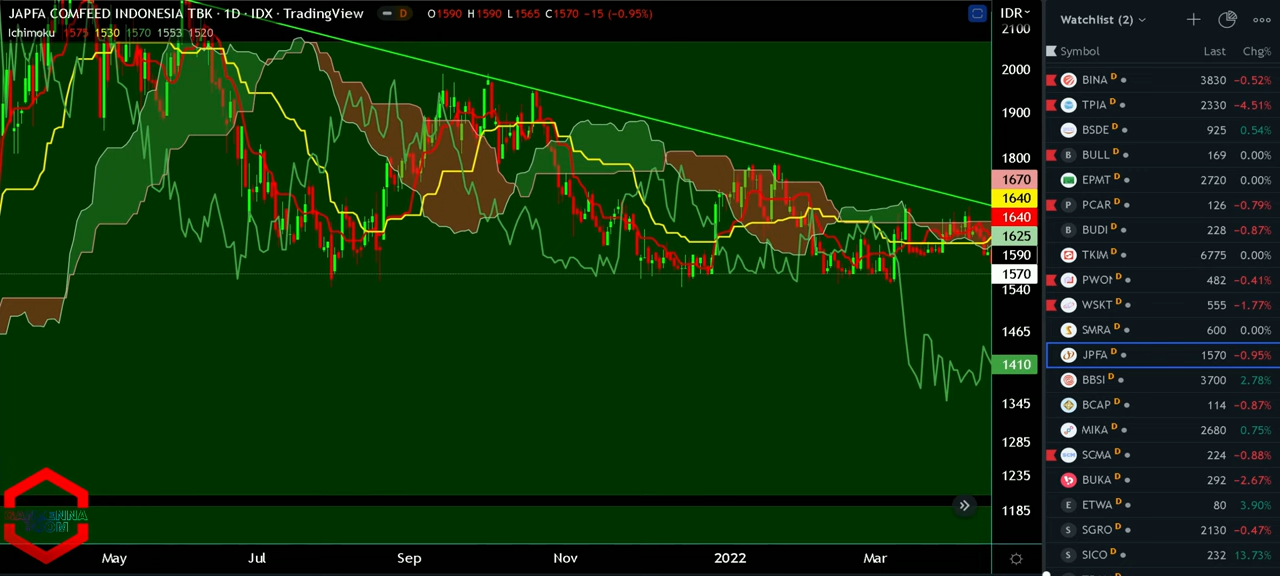 JAPFA COMFEED INDONESIA TBK · 1D · IDX · TradingView D O1590 H1590 L1565 C1570 −15 (−0.95%)
Ichimoku 1575 1530 1570 1553 1520
IDR
2100
2000
1900
1800
1670
1640
1640
1625
1590
1570
1540
1465
1410
1345
1285
1235
1185
May Jul Sep Nov 2022 Mar
Watchlist (2)
Symbol Last Chg%
BINA D 3830 −0.52%
TPIA D 2330 −4.51%
BSDE D 925 0.54%
B BULL D 169 0.00%
EPMT D 2720 0.00%
P PCAR D 126 −0.79%
B BUDI D 228 −0.87%
TKIM D 6775 0.00%
PWON D 482 −0.41%
WSKT D 555 −1.77%
SMRA D 600 0.00%
JPFA D 1570 −0.95%
BBSI D 3700 2.78%
BCAP D 114 −0.87%
MIKA D 2680 0.75%
SCMA D 224 −0.88%
BUKA D 292 −2.67%
E ETWA D 80 3.90%
S SGRO D 2130 −0.47%
S SICO D 232 13.73%